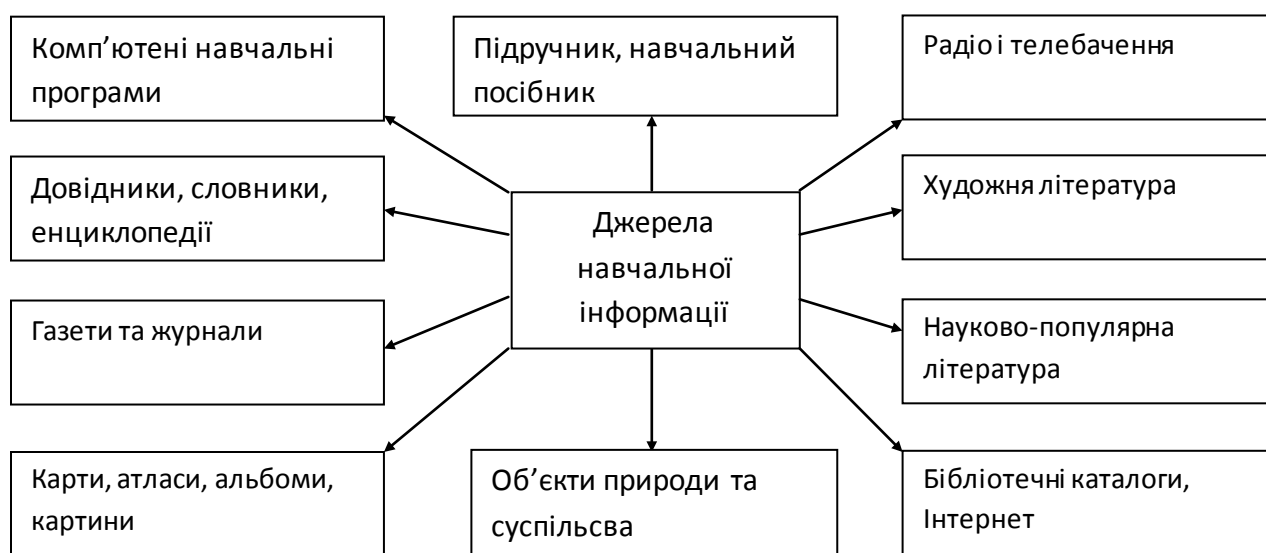 Комп’ютені навчальні
програми
Підручник, навчальний
посібник
Радіо і телебачення
Довідники, словники,
енциклопедії
Джерела
навчальної
інформації
Художня література
Газети та журнали
Науково-популярна
література
Карти, атласи, альбоми,
картини
Об’єкти природи та
суспільсва
Бібліотечні каталоги,
Інтернет